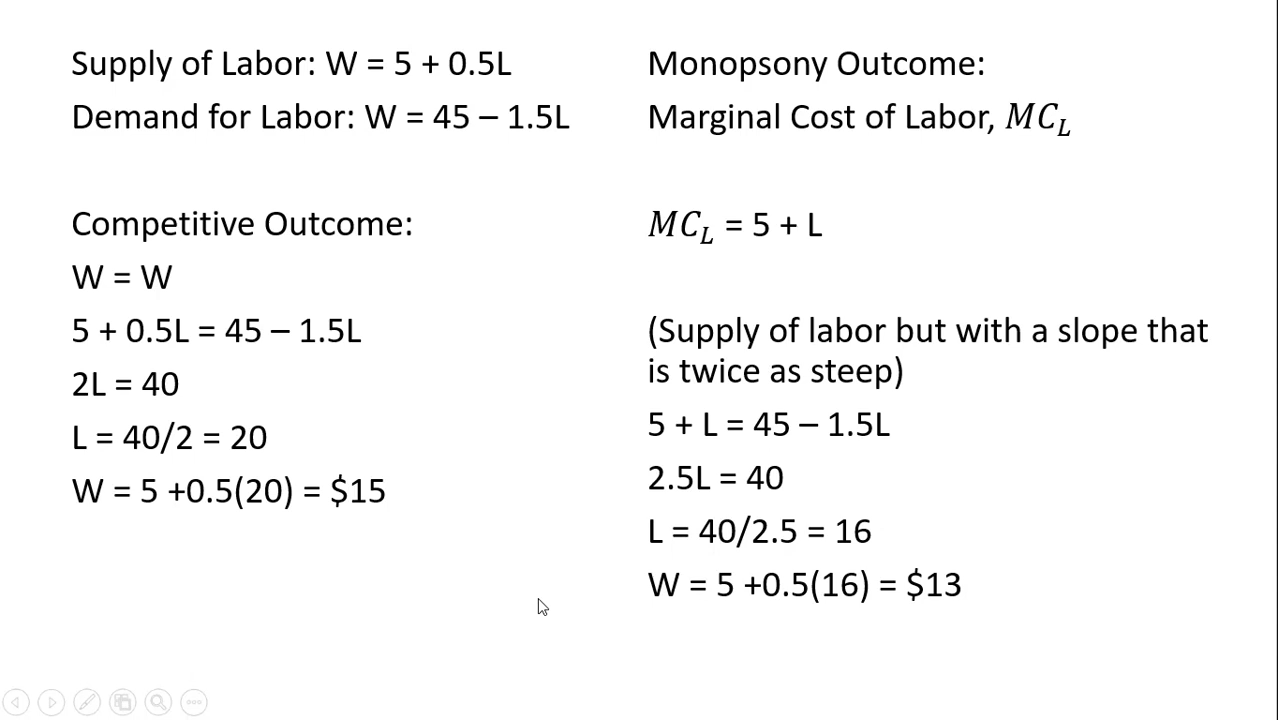 Supply of Labor: W = 5 + 0.5L
Demand for Labor: W = 45 – 1.5L
Competitive Outcome:
W = W
5 + 0.5L = 45 – 1.5L
2L = 40
L = 40/2 = 20
W = 5 +0.5(20) = $15
Monopsony Outcome:
Marginal Cost of Labor, MC_L
MC_L = 5 + L
(Supply of labor but with a slope that
is twice as steep)
5 + L = 45 – 1.5L
2.5L = 40
L = 40/2.5 = 16
W = 5 +0.5(16) = $13